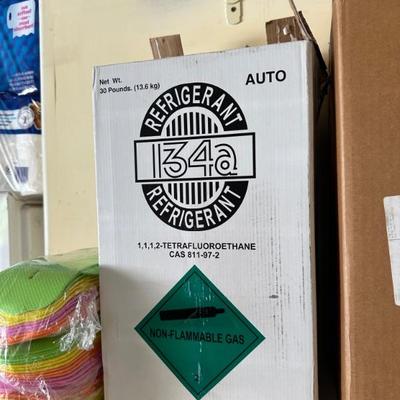 Net Wt.
30 Pounds. (13.6 kg)
AUTO
REFRIGERANT
134a
REFRIGERANT
1,1,1,2-TETRAFLUOROETHANE
CAS 811-97-2
NON-FLAMMABLE GAS